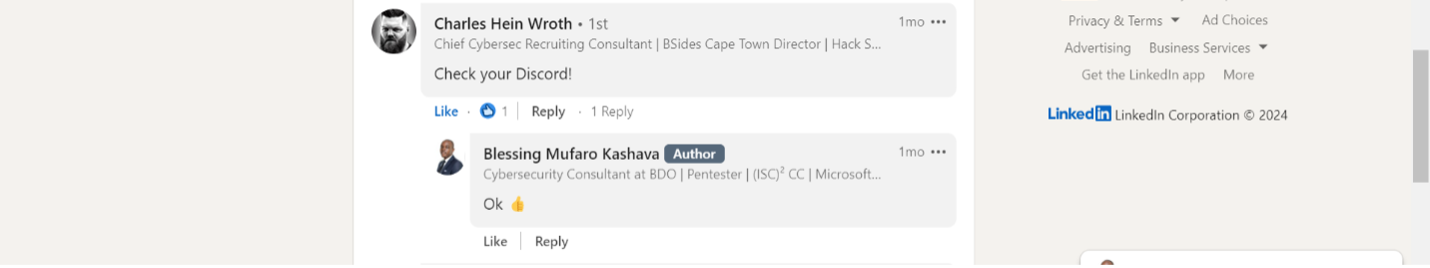 Charles Hein Wroth • 1st
1mo •••
Chief Cybersec Recruiting Consultant | BSides Cape Town Director | Hack S...
Check your Discord!
Like · 1 | Reply · 1 Reply
Blessing Mufaro Kashava Author
1mo •••
Cybersecurity Consultant at BDO | Pentester | (ISC)² CC | Microsoft...
Ok 👍
Like | Reply
Privacy & Terms Ad Choices
Advertising Business Services
Get the LinkedIn app More
LinkedIn LinkedIn Corporation © 2024